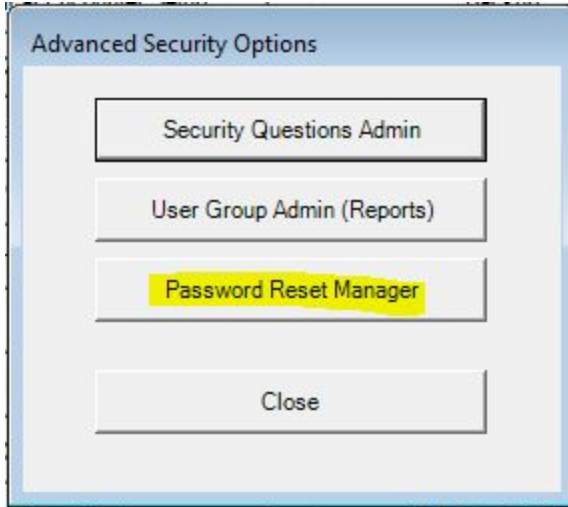 Advanced Security Options
Security Questions Admin
User Group Admin (Reports)
Password Reset Manager
Close